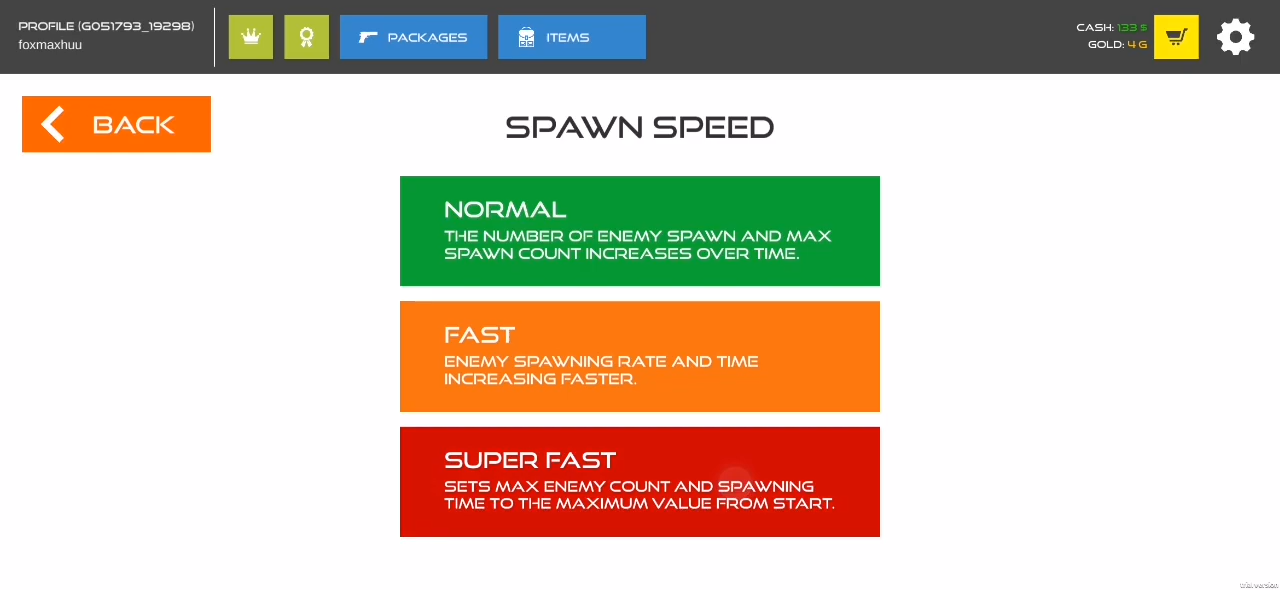 PROFILE (G051793_19298)
foxmaxhuu
PACKAGES
ITEMS
CASH: 133 $
GOLD: 4 G
BACK
SPAWN SPEED
NORMAL
THE NUMBER OF ENEMY SPAWN AND MAX
SPAWN COUNT INCREASES OVER TIME.
FAST
ENEMY SPAWNING RATE AND TIME
INCREASING FASTER.
SUPER FAST
SETS MAX ENEMY COUNT AND SPAWNING
TIME TO THE MAXIMUM VALUE FROM START.
trial version